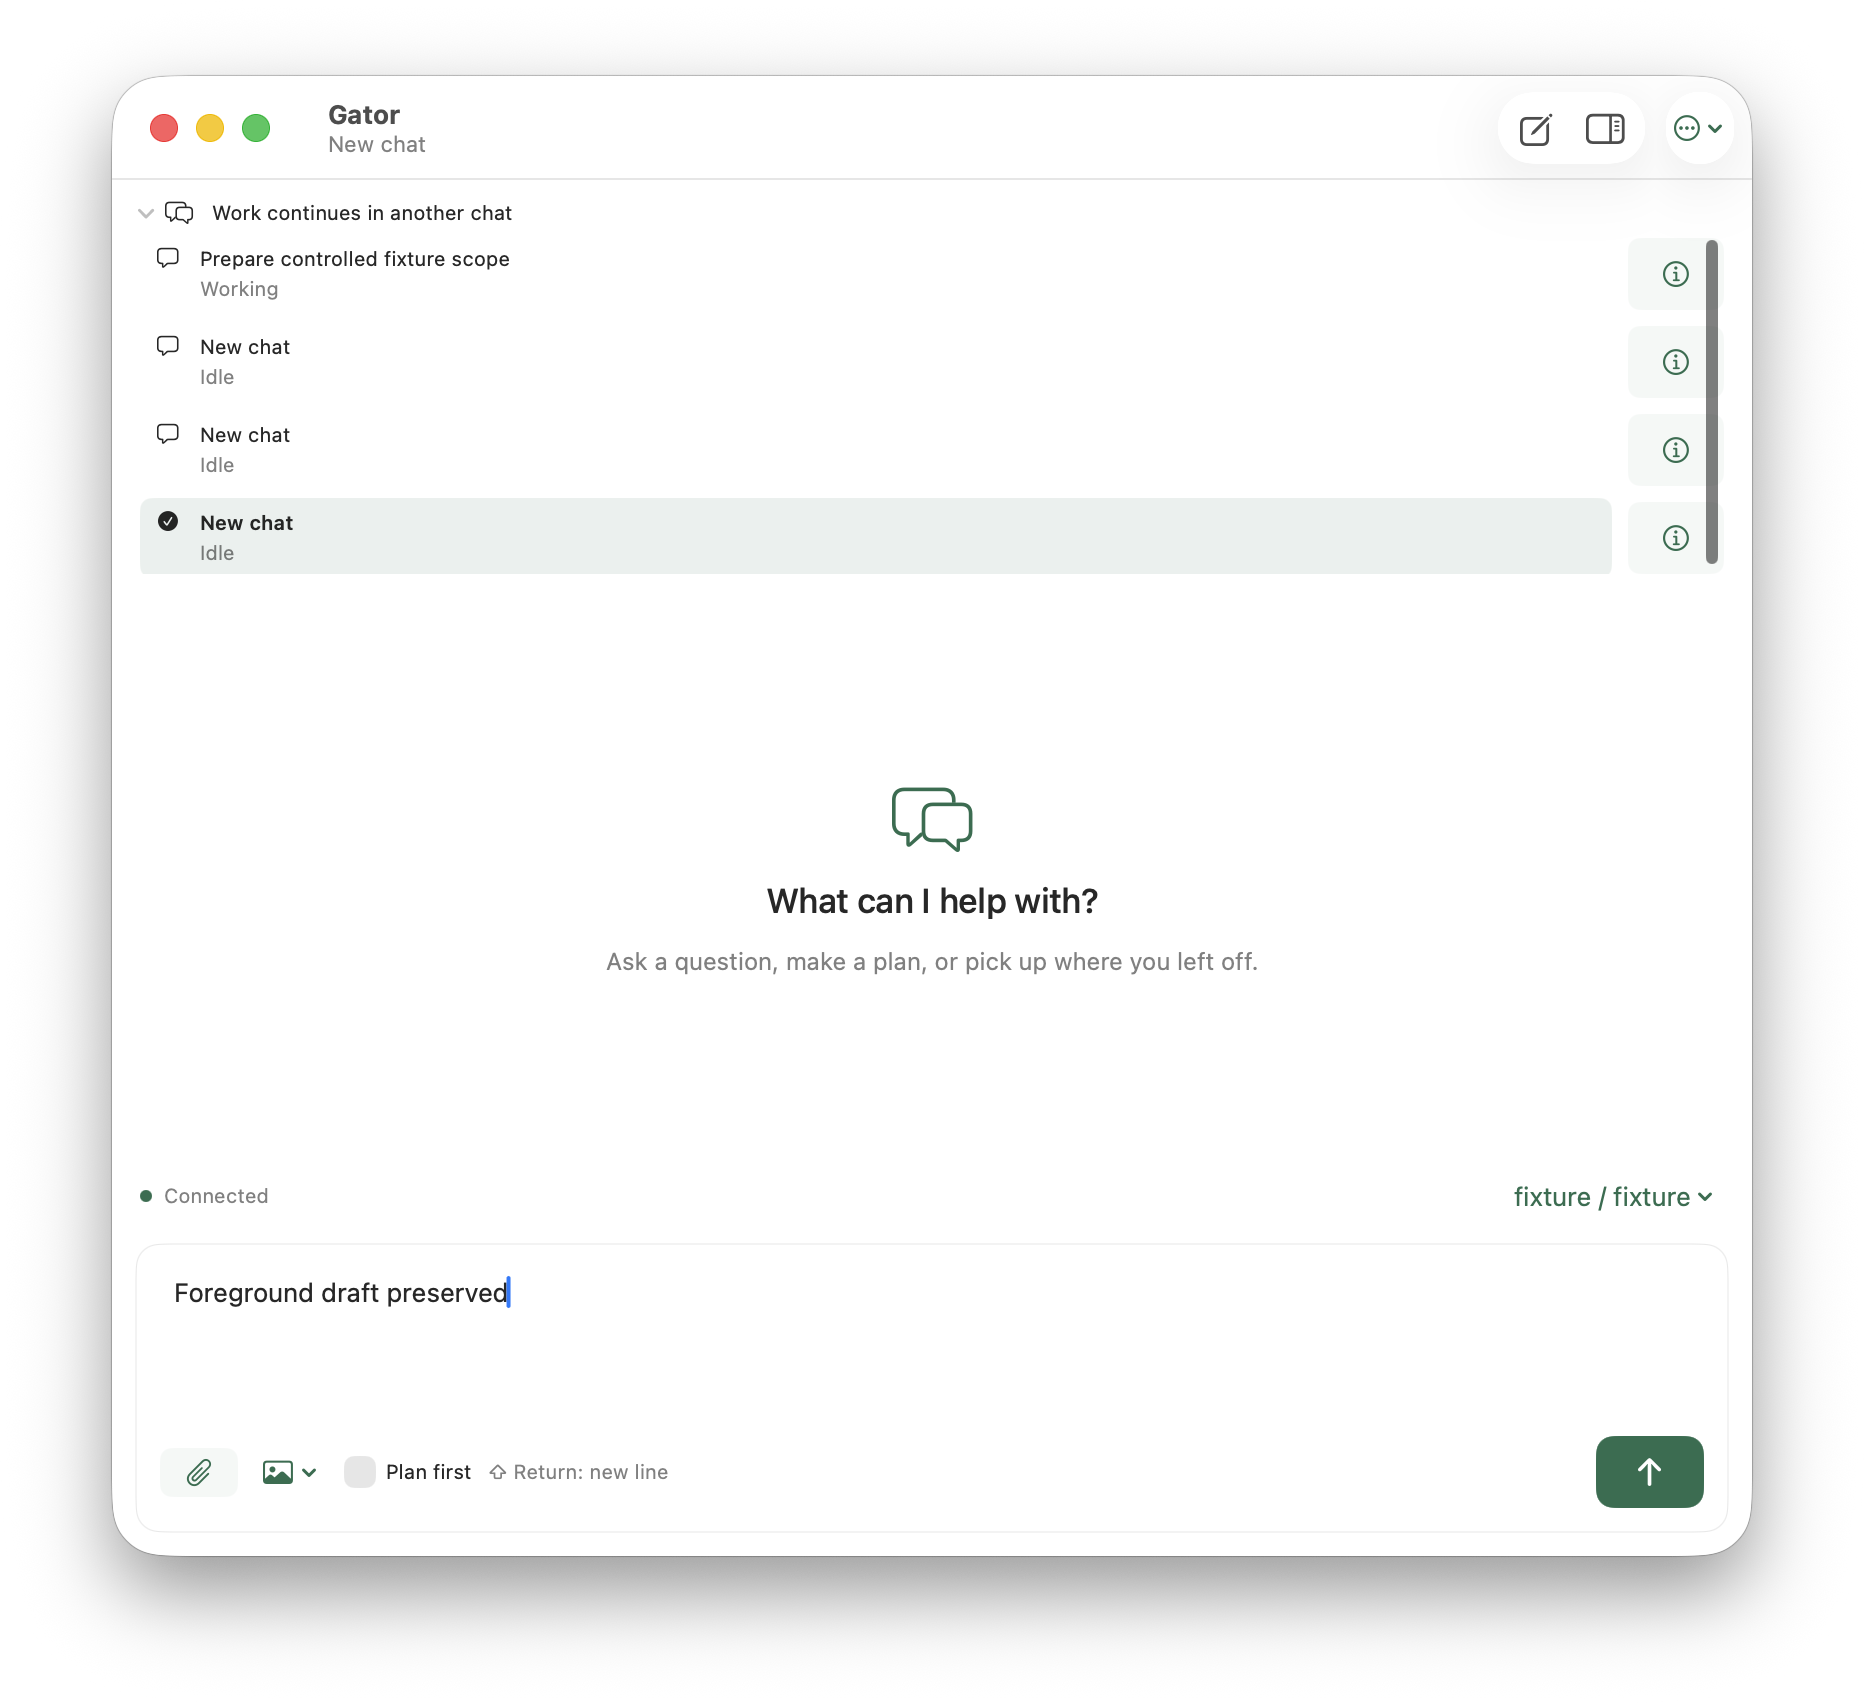 Gator
New chat
Work continues in another chat
Prepare controlled fixture scope
Working
New chat
Idle
New chat
Idle
New chat
Idle
What can I help with?
Ask a question, make a plan, or pick up where you left off.
Connected
fixture / fixture
Foreground draft preserved
Plan first
⇧ Return: new line